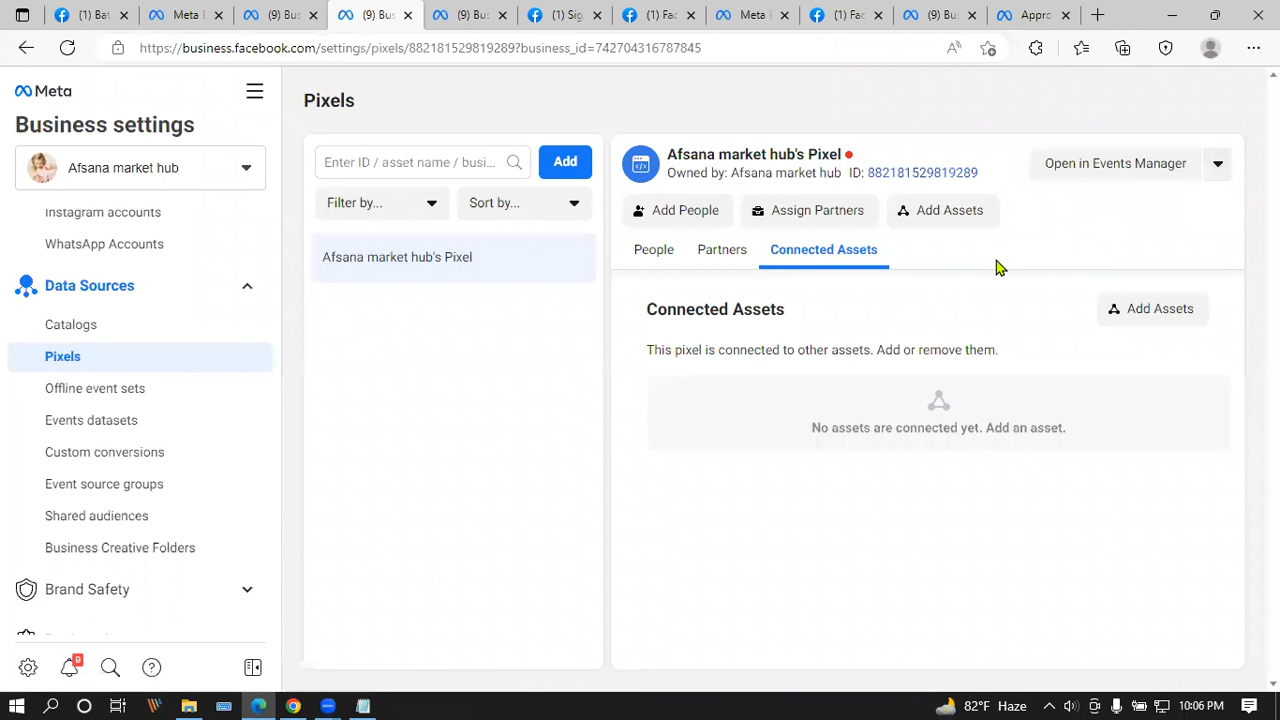 (1) Bat
Meta L
(9) Bus
(9) Bus
(9) Bus
(1) Sig
(1) Fac
Meta L
(1) Fac
(9) Bus
Appro
https://business.facebook.com/settings/pixels/882181529819289?business_id=742704316787845
Meta
Business settings
Afsana market hub
Instagram accounts
WhatsApp Accounts
Data Sources
Catalogs
Pixels
Offline event sets
Events datasets
Custom conversions
Event source groups
Shared audiences
Business Creative Folders
Brand Safety
9
Pixels
Enter ID / asset name / busi...
Add
Filter by...
Sort by...
Afsana market hub's Pixel
Afsana market hub's Pixel
Owned by: Afsana market hub ID: 882181529819289
Open in Events Manager
Add People
Assign Partners
Add Assets
People
Partners
Connected Assets
Connected Assets
Add Assets
This pixel is connected to other assets. Add or remove them.
No assets are connected yet. Add an asset.
82°F Haze
10:06 PM